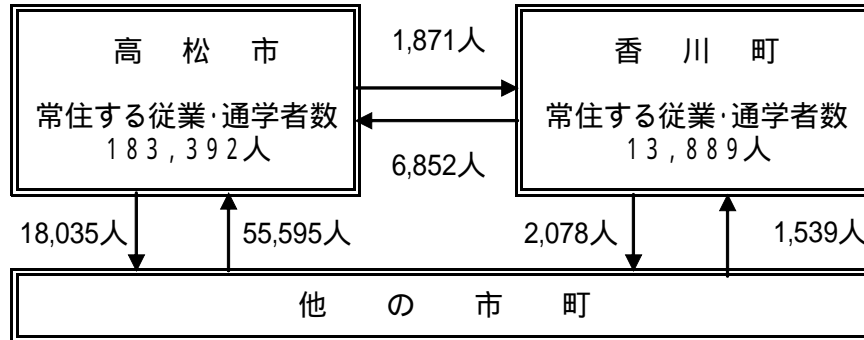 高 松 市
常住する従業・通学者数
183,392人
1,871人
6,852人
香 川 町
常住する従業・通学者数
13,889人
18,035人
55,595人
2,078人
1,539人
他 の 市 町